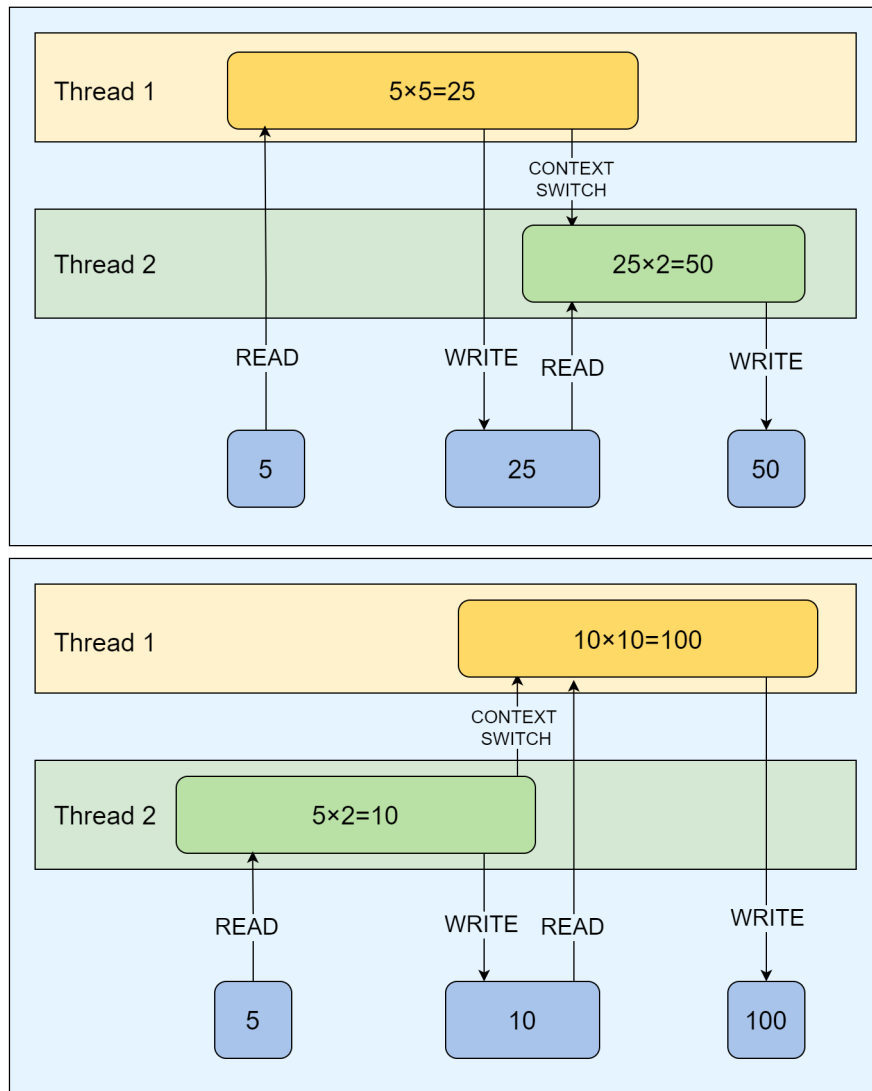 Thread 1
5×5=25
CONTEXT
SWITCH
Thread 2
25×2=50
READ
WRITE
READ
WRITE
5
25
50
Thread 1
10×10=100
CONTEXT
SWITCH
Thread 2
5×2=10
READ
WRITE
READ
WRITE
5
10
100